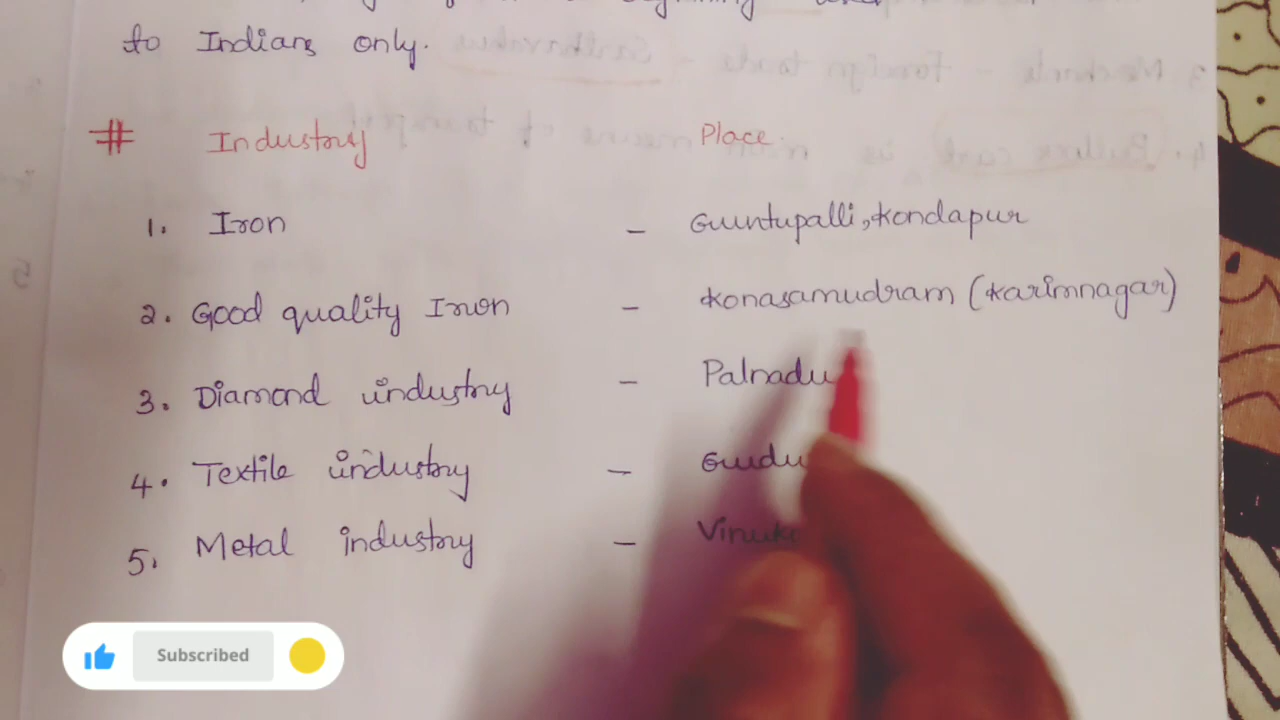 to Indians only.
# Industry Place
1. Iron - Guntupalli, Kondapur
2. Good quality Iron - Konasamudram (Karimnagar)
3. Diamond industry - Palnadu
4. Textile industry -
5. Metal industry -
Subscribed